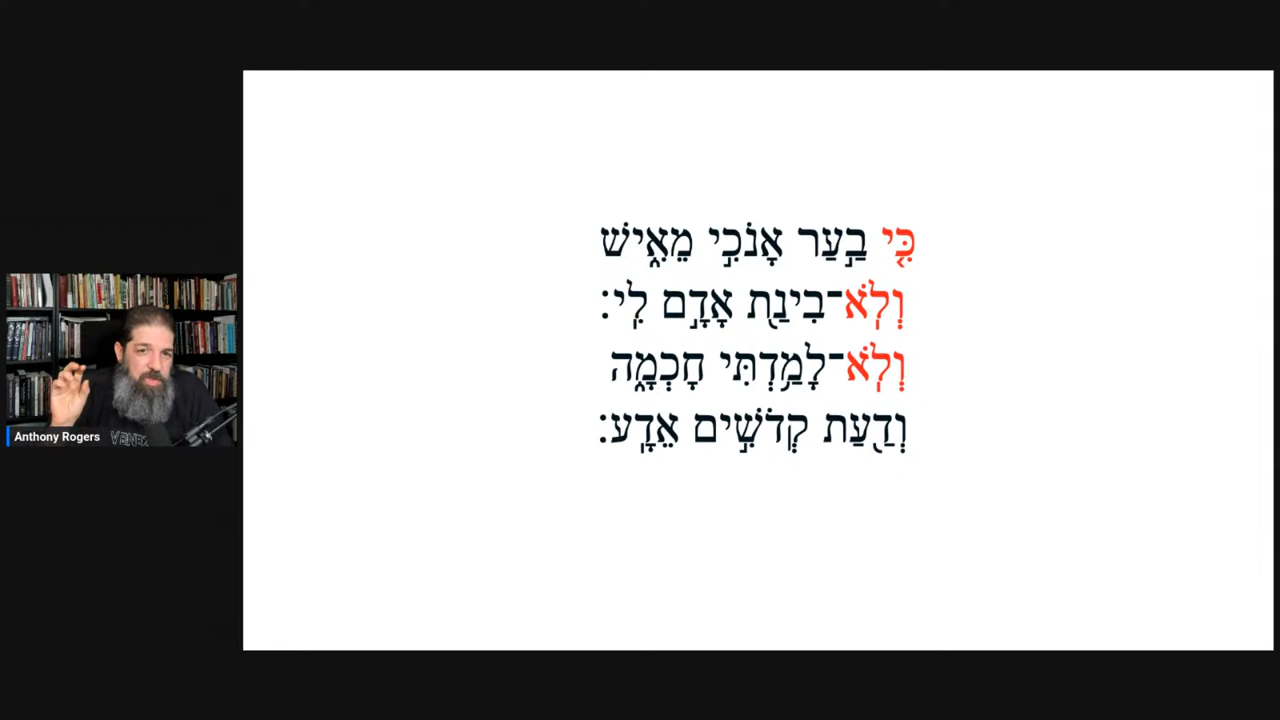 כִּ֤י בַ֣עַר אָנֹכִ֣י מֵאִ֑ישׁ
וְלֹֽא־בִינַ֖ת אָדָ֣ם לִֽי׃
וְלֹֽא־לָמַ֥דְתִּי חָכְמָ֑ה
וְדַ֖עַת קְדֹשִׁ֣ים אֵדָֽע׃
Anthony Rogers